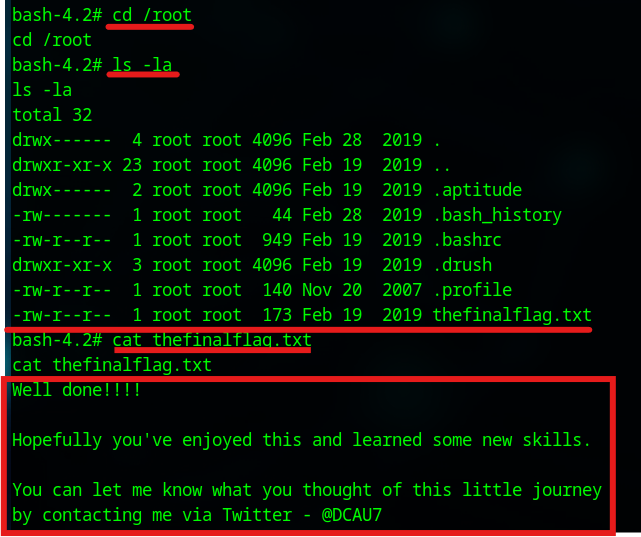 bash-4.2# cd /root
cd /root
bash-4.2# ls -la
ls -la
total 32
drwx------  4 root root 4096 Feb 28  2019 .
drwxr-xr-x 23 root root 4096 Feb 19  2019 ..
drwx------  2 root root 4096 Feb 19  2019 .aptitude
-rw-------  1 root root   44 Feb 28  2019 .bash_history
-rw-r--r--  1 root root  949 Feb 19  2019 .bashrc
drwxr-xr-x  3 root root 4096 Feb 19  2019 .drush
-rw-r--r--  1 root root  140 Nov 20  2007 .profile
-rw-r--r--  1 root root  173 Feb 19  2019 thefinalflag.txt
bash-4.2# cat thefinalflag.txt
cat thefinalflag.txt
Well done!!!!
Hopefully you've enjoyed this and learned some new skills.
You can let me know what you thought of this little journey
by contacting me via Twitter - @DCAU7